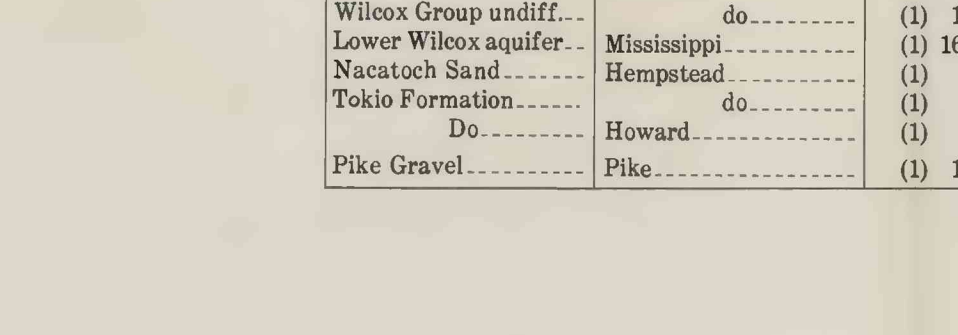 Wilcox Group undiff.-- do--------- (1) 1
Lower Wilcox aquifer-- Mississippi------------ (1) 16
Nacatoch Sand------- Hempstead----------- (1)
Tokio Formation------ do--------- (1)
Do--------- Howard-------------- (1)
Pike Gravel---------- Pike----------------- (1) 1